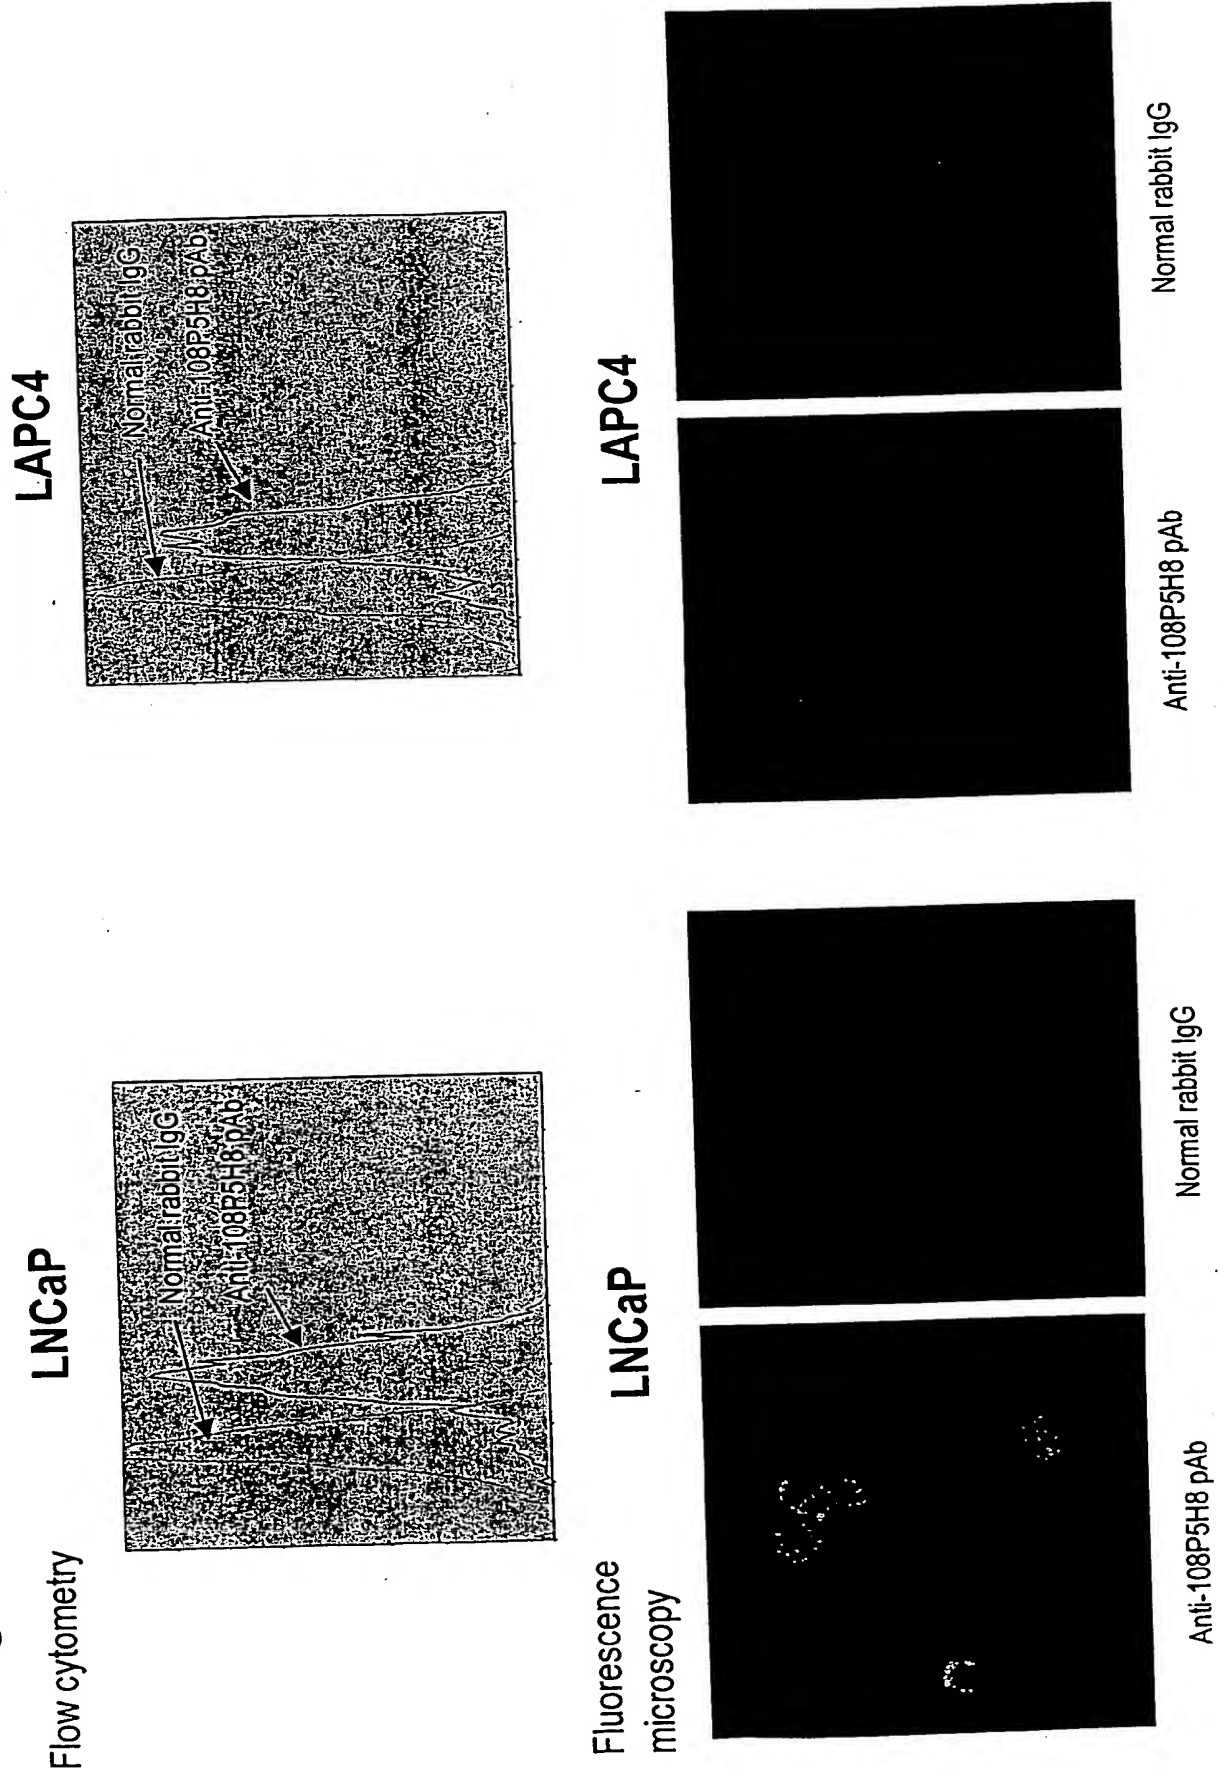 Flow cytometry
LNCaP
LAPC4
Normal rabbit IgG
Anti-108P5H8 pAb
Normal rabbit IgG
Anti-108P5H8 pAb
Fluorescence
microscopy
LNCaP
LAPC4
Anti-108P5H8 pAb
Normal rabbit IgG
Anti-108P5H8 pAb
Normal rabbit IgG